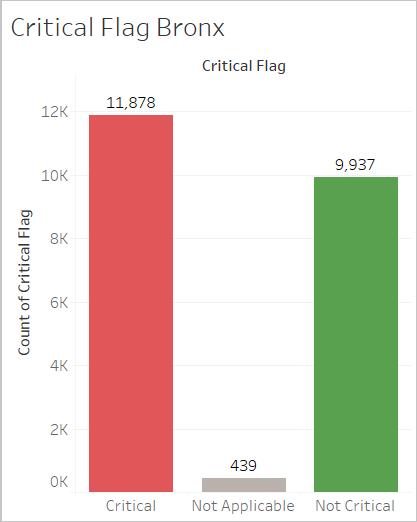 Critical Flag Bronx
Critical Flag
11,878
12K
9,937
10K
8K
Count of Critical Flag
6K
4K
2K
439
0K
Critical Not Applicable Not Critical